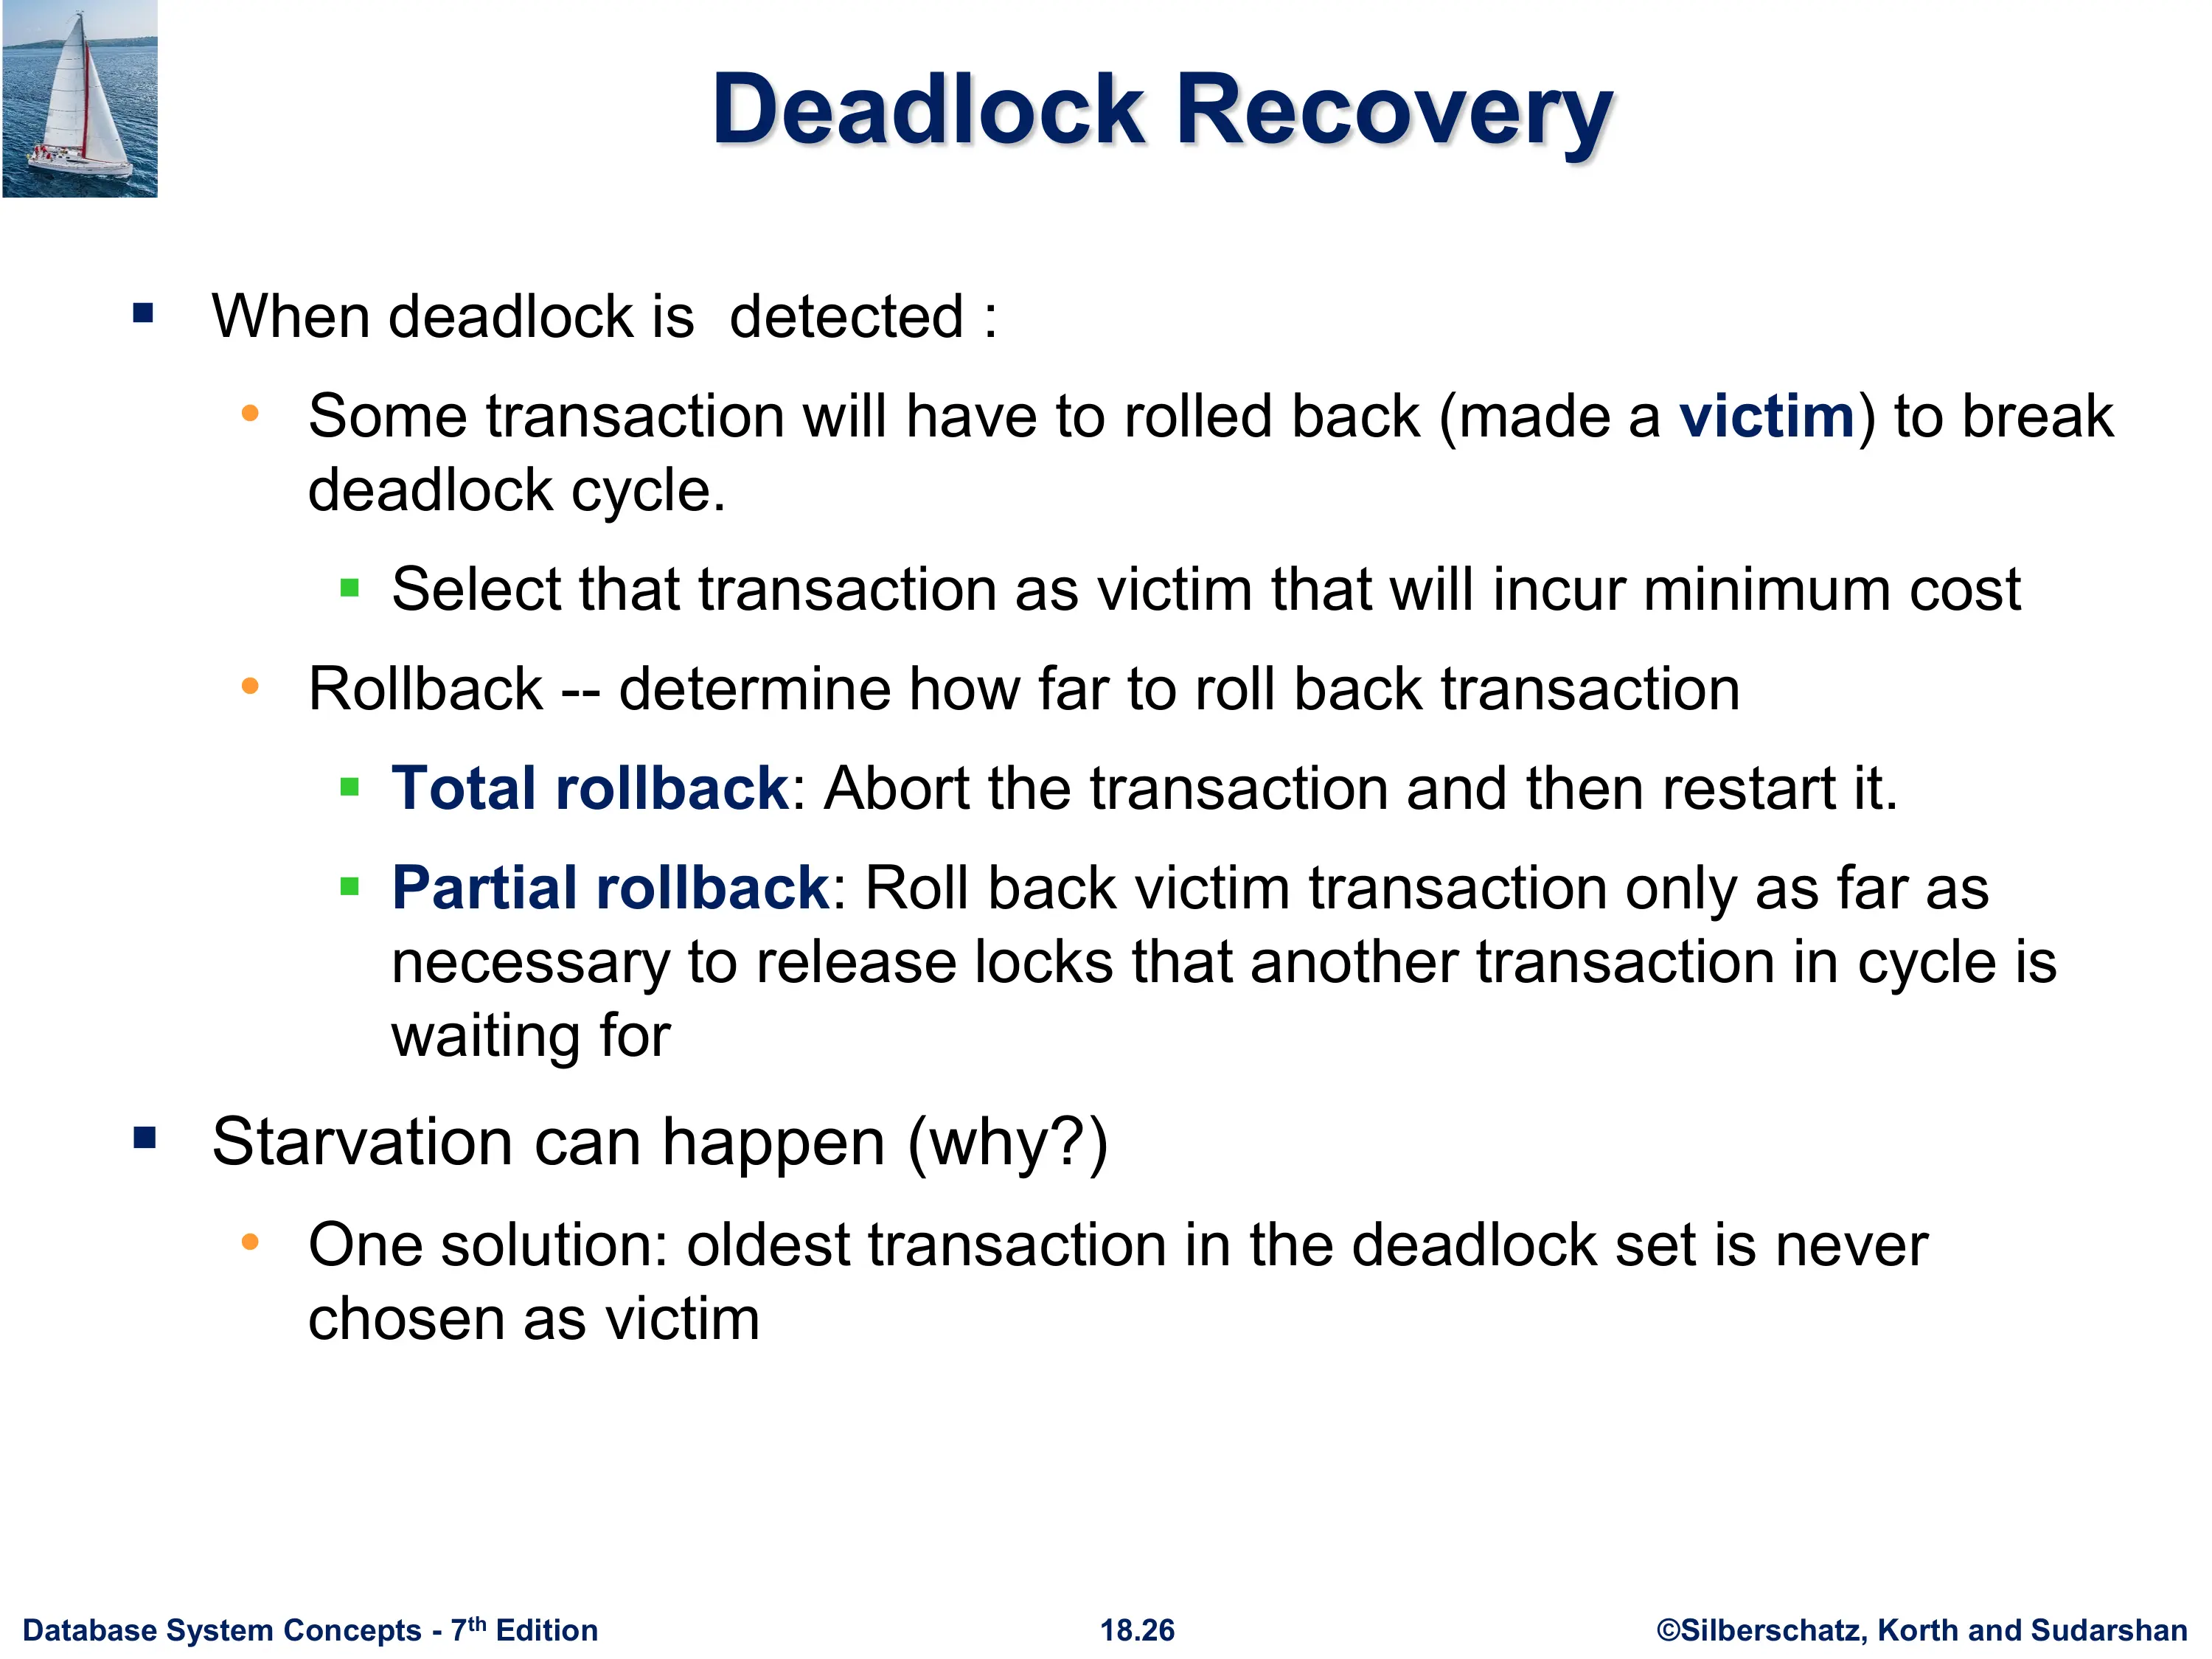 Deadlock Recovery
When deadlock is  detected :
Some transaction will have to rolled back (made a victim) to break
deadlock cycle.
Select that transaction as victim that will incur minimum cost
Rollback -- determine how far to roll back transaction
Total rollback: Abort the transaction and then restart it.
Partial rollback: Roll back victim transaction only as far as
necessary to release locks that another transaction in cycle is
waiting for
Starvation can happen (why?)
One solution: oldest transaction in the deadlock set is never
chosen as victim
Database System Concepts - 7th Edition
18.26
©Silberschatz, Korth and Sudarshan